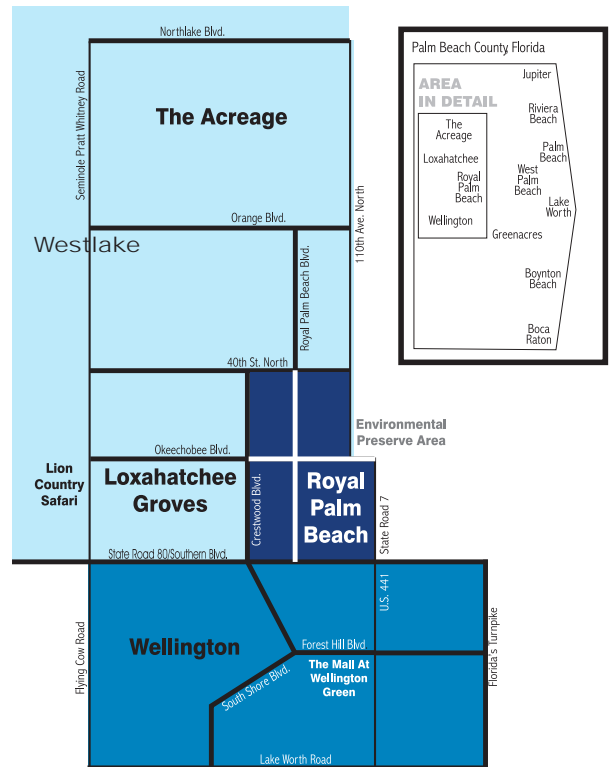 Northlake Blvd.
Seminole Pratt Whitney Road
The Acreage
Orange Blvd.
110th Ave. North
Westlake
Royal Palm Beach Blvd.
40th St. North
Environmental
Preserve Area
Okeechobee Blvd.
Lion
Country
Safari
Loxahatchee
Groves
Crestwood Blvd.
Royal
Palm
Beach
State Road 7
State Road 80/Southern Blvd.
U.S. 441
Flying Cow Road
Wellington
Forest Hill Blvd
Florida's Turnpike
The Mall At
Wellington
Green
South Shore Blvd.
Lake Worth Road
Palm Beach County, Florida
AREA
IN DETAIL
The
Acreage
Loxahatchee
Royal
Palm
Beach
Wellington
Jupiter
Riviera
Beach
Palm
Beach
West
Palm
Beach
Lake
Worth
Greenacres
Boynton
Beach
Boca
Raton